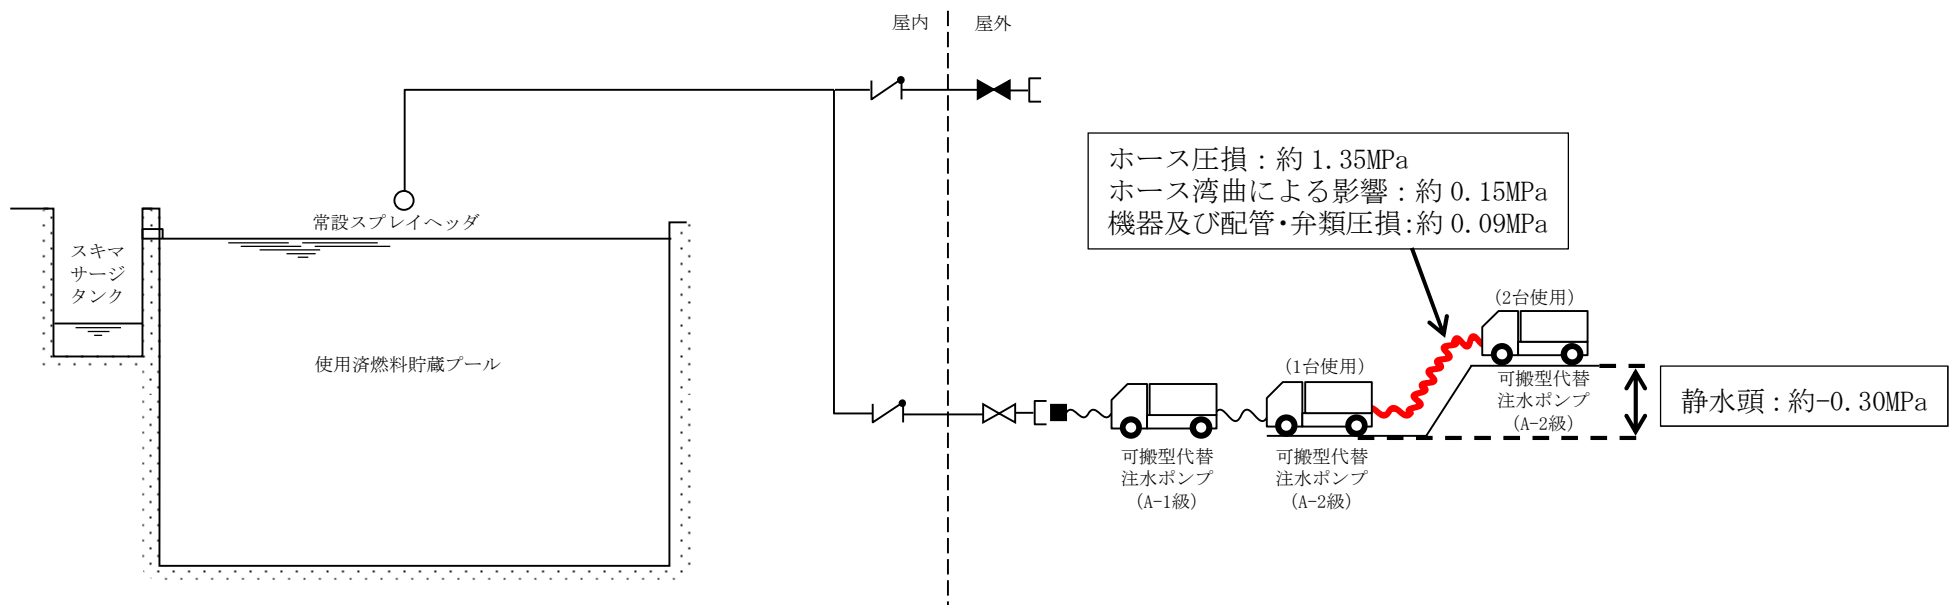 屋内
屋外
ホース圧損：約 1.35MPa
ホース湾曲による影響：約 0.15MPa
機器及び配管･弁類圧損:約 0.09MPa
常設スプレイヘッダ
スキマ
サージ
タンク
使用済燃料貯蔵プール
(2台使用)
(1台使用)
可搬型代替
注水ポンプ
(A-2級)
静水頭：約-0.30MPa
可搬型代替
注水ポンプ
(A-1級)
可搬型代替
注水ポンプ
(A-2級)